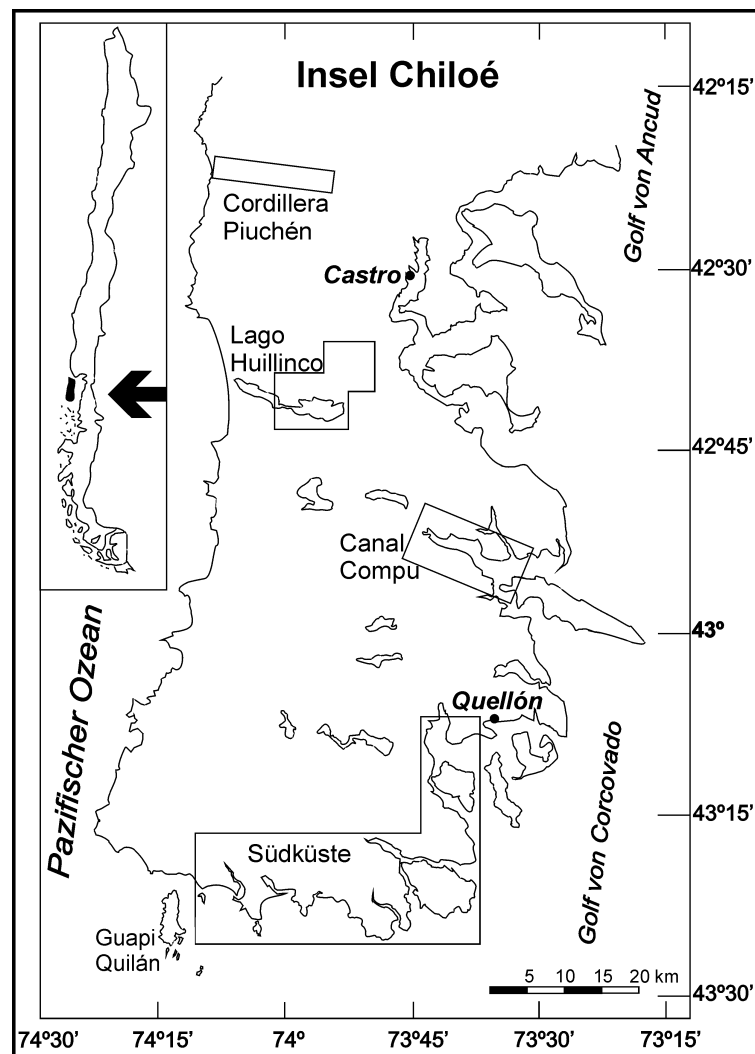 Insel Chiloé
42º15'
Golf von Ancud
Cordillera
Piuchén
Castro
42º30'
Lago
Huillinco
42º45'
Canal
Compu
43º
Pazifischer Ozean
Quellón
Golf von Corcovado
43º15'
Südküste
Guapi
Quilán
5 10 15 20 km
43º30'
74º30' 74º15' 74º 73º45' 73º30' 73º15'